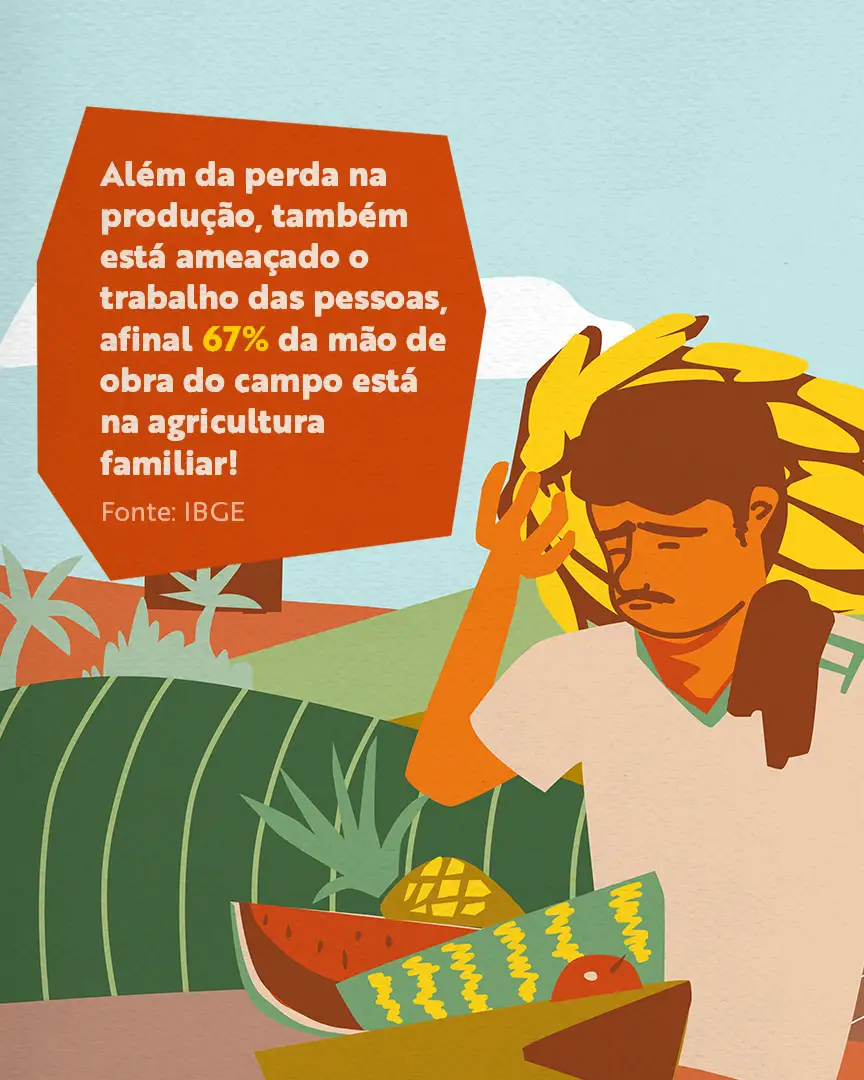 Além da perda na
produção, também
está ameaçado o
trabalho das pessoas,
afinal 67% da mão de
obra do campo está
na agricultura
familiar!
Fonte: IBGE